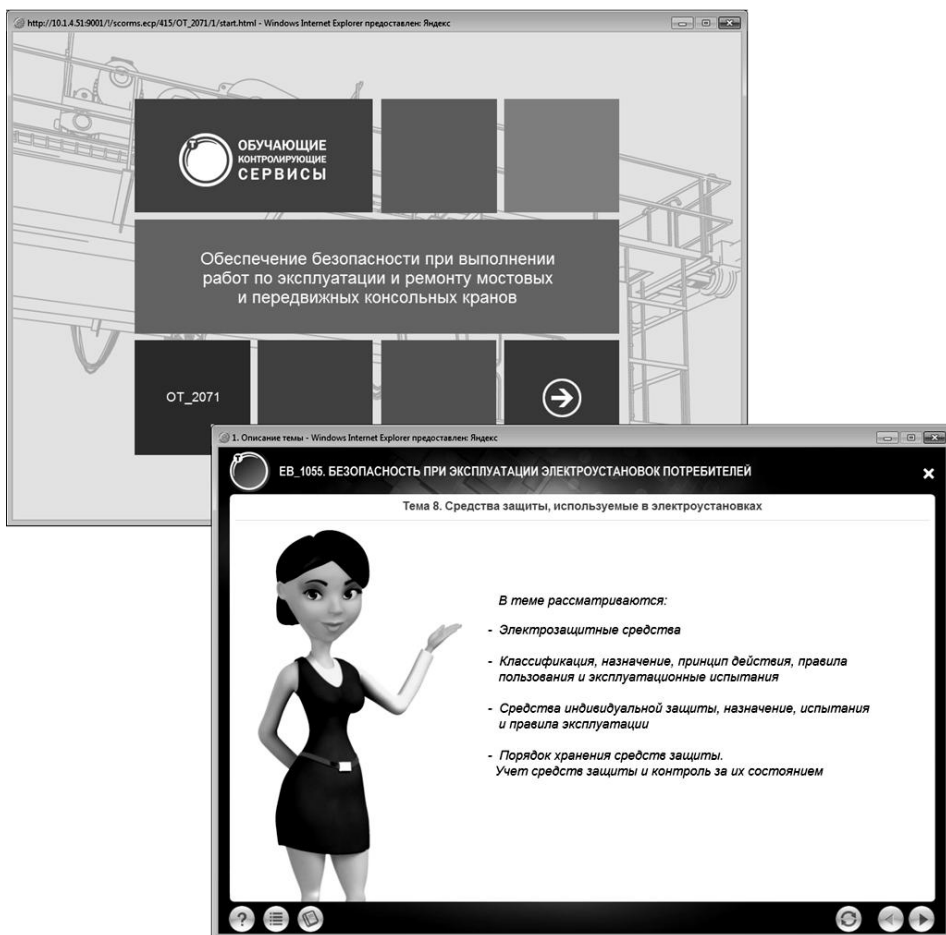 http://10.1.4.51:9001/l/scorms.ecp/415/OT_2071/1/start.html - Windows Internet Explorer предоставлен: Яндекс
Т
ОБУЧАЮЩИЕ
КОНТРОЛИРУЮЩИЕ
СЕРВИСЫ
Обеспечение безопасности при выполнении
работ по эксплуатации и ремонту мостовых
и передвижных консольных кранов
ОТ_2071
1. Описание темы - Windows Internet Explorer предоставлен: Яндекс
Т
ЕВ_1055. БЕЗОПАСНОСТЬ ПРИ ЭКСПЛУАТАЦИИ ЭЛЕКТРОУСТАНОВОК ПОТРЕБИТЕЛЕЙ
Тема 8. Средства защиты, используемые в электроустановках
В теме рассматриваются:
- Электрозащитные средства
- Классификация, назначение, принцип действия, правила
пользования и эксплуатационные испытания
- Средства индивидуальной защиты, назначение, испытания
и правила эксплуатации
- Порядок хранения средств защиты.
Учет средств защиты и контроль за их состоянием
?